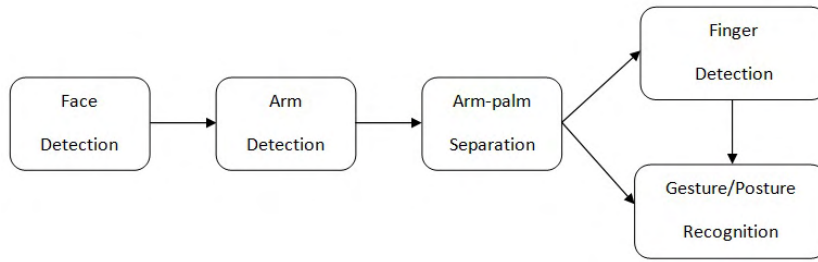 Face
Detection
Arm
Detection
Arm-palm
Separation
Finger
Detection
Gesture/Posture
Recognition